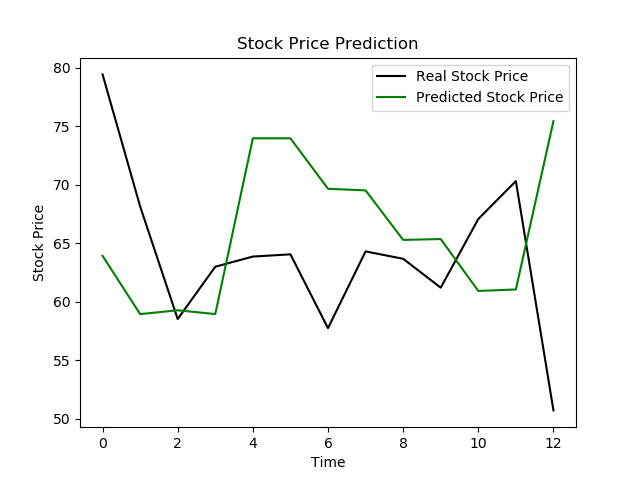 Stock Price Prediction
Real Stock Price
Predicted Stock Price
Stock Price
80
75
70
65
60
55
50
0 2 4 6 8 10 12
Time